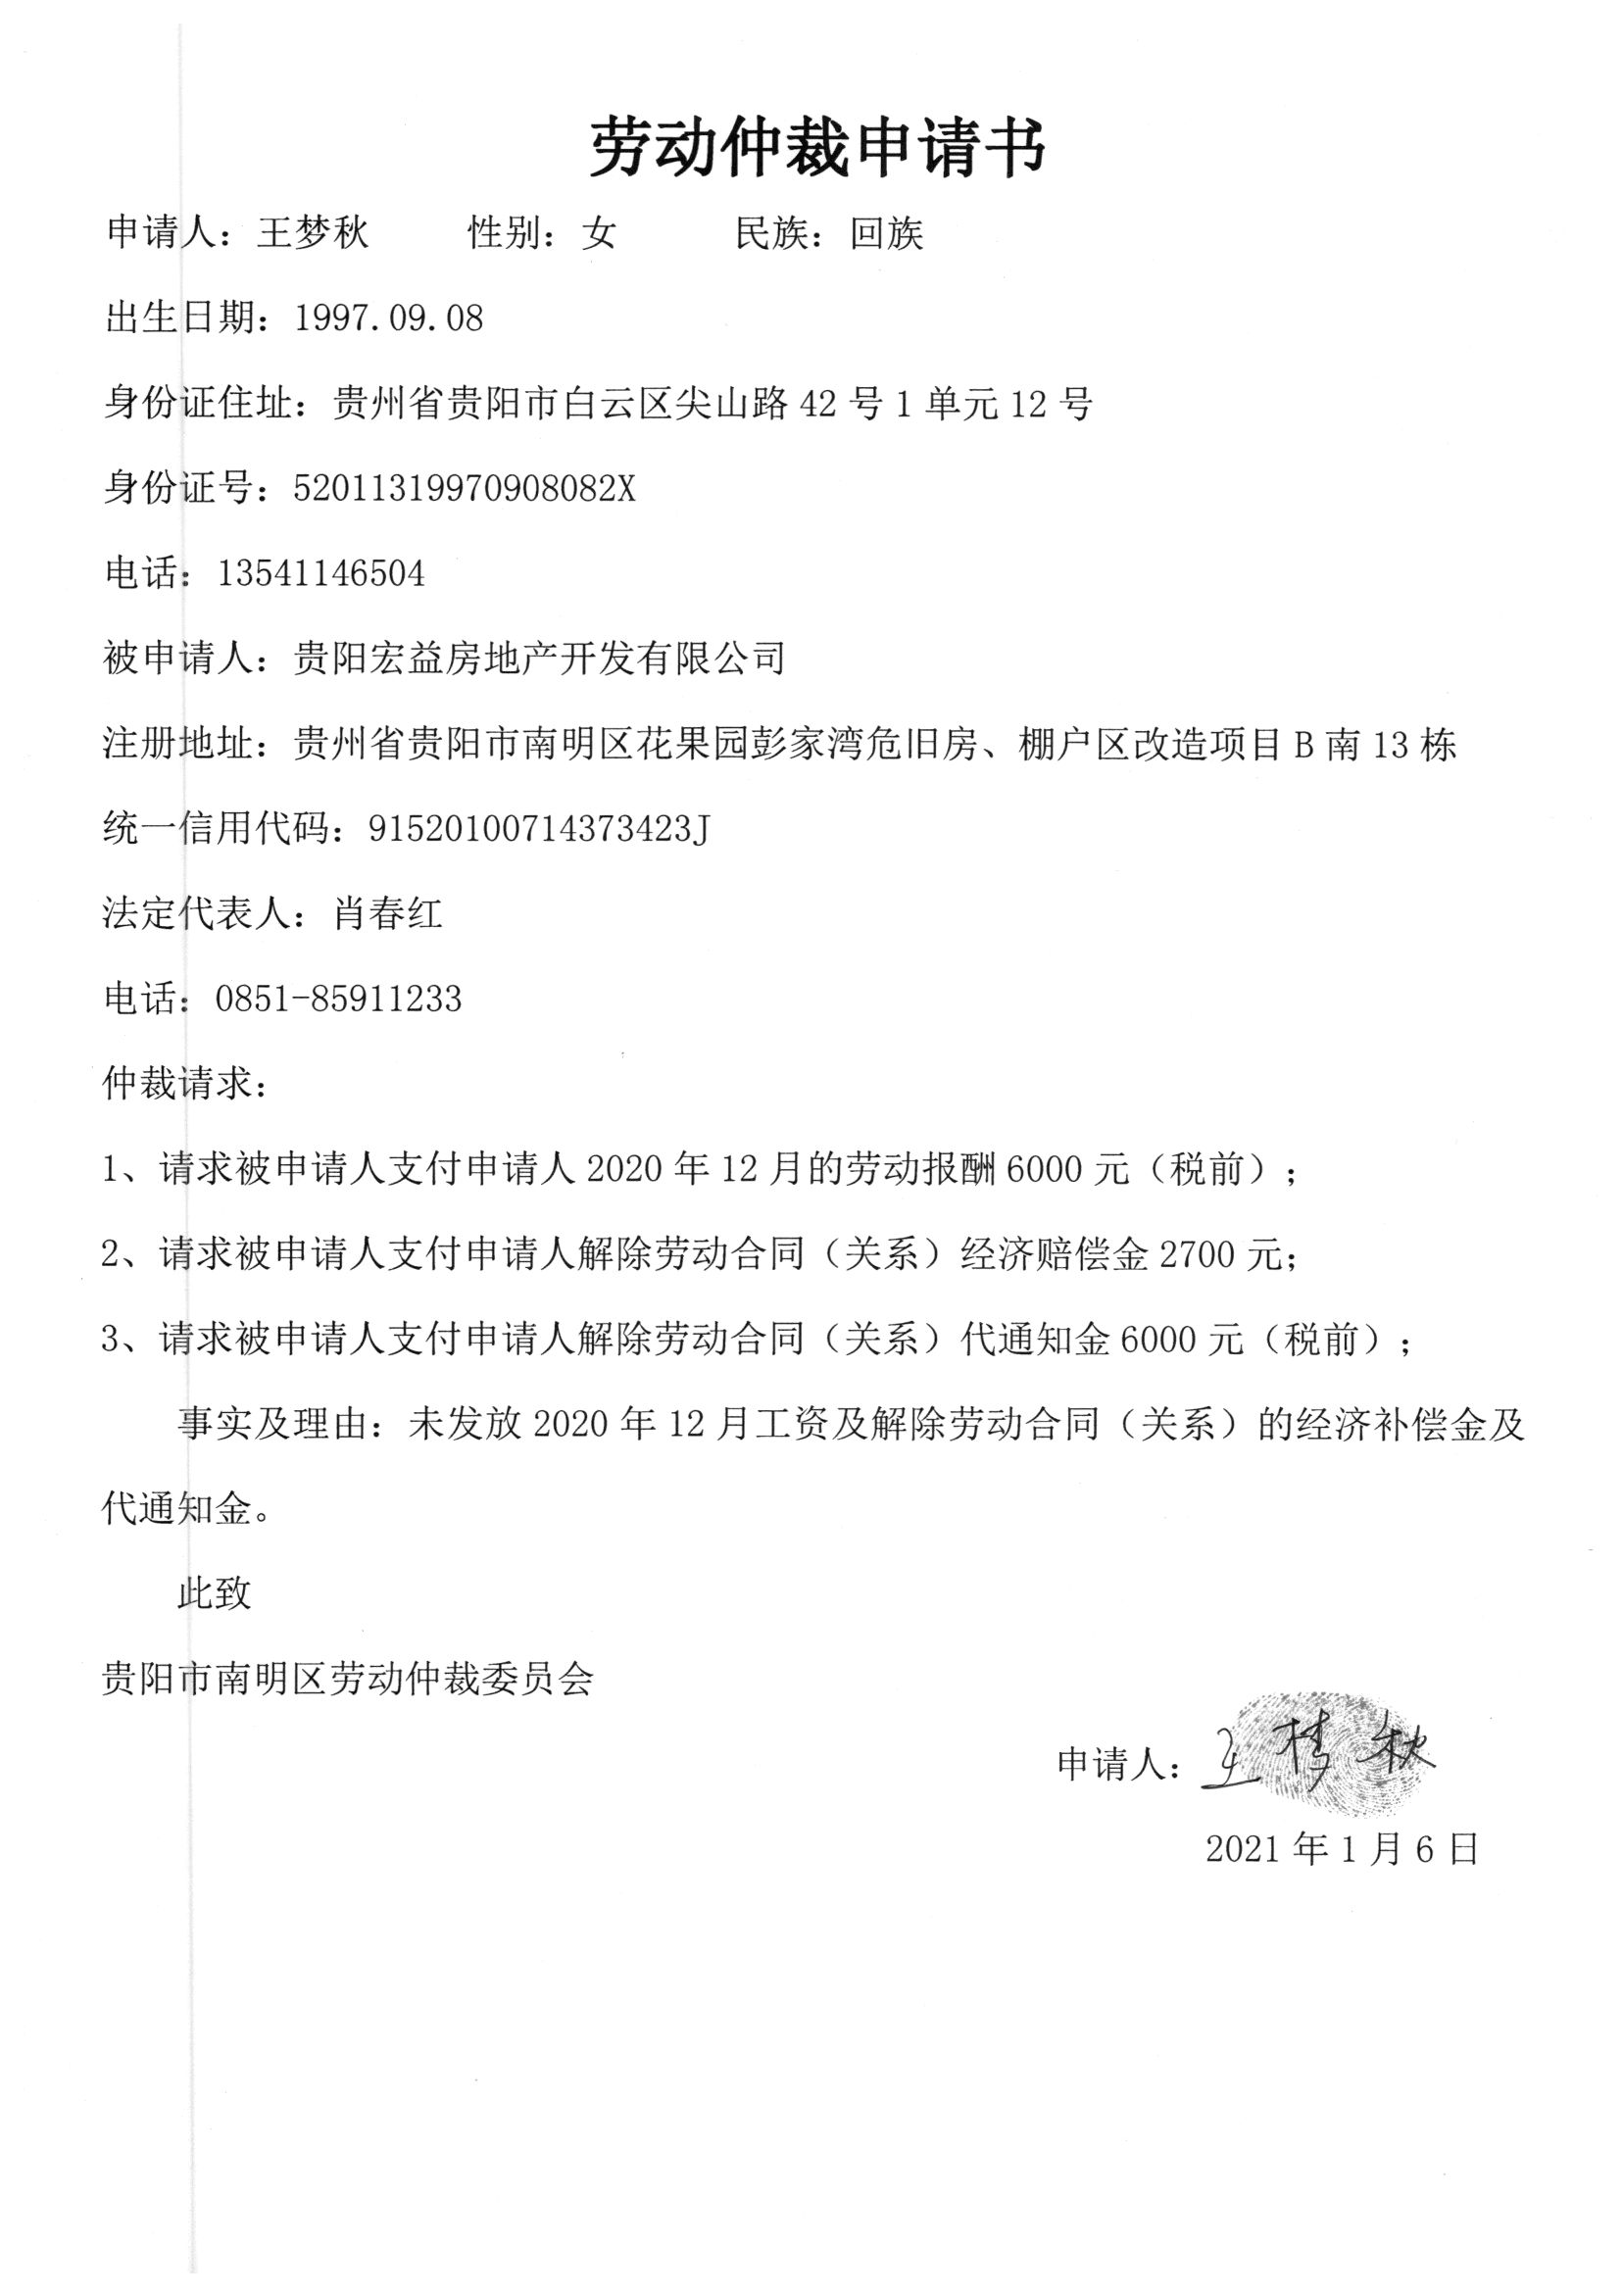 劳动仲裁申请书
申请人：王梦秋 性别：女 民族：回族
出生日期：1997.09.08
身份证住址：贵州省贵阳市白云区尖山路 42 号 1 单元 12 号
身份证号：52011319970908082X
电话：13541146504
被申请人：贵阳宏益房地产开发有限公司
注册地址：贵州省贵阳市南明区花果园彭家湾危旧房、棚户区改造项目 B 南 13 栋
统一信用代码：91520100714373423J
法定代表人：肖春红
电话：0851-85911233
仲裁请求：
1、请求被申请人支付申请人 2020 年 12 月的劳动报酬 6000 元（税前）；
2、请求被申请人支付申请人解除劳动合同（关系）经济赔偿金 2700 元；
3、请求被申请人支付申请人解除劳动合同（关系）代通知金 6000 元（税前）；
事实及理由：未发放 2020 年 12 月工资及解除劳动合同（关系）的经济补偿金及
代通知金。
此致
贵阳市南明区劳动仲裁委员会
申请人：王梦秋
2021 年 1 月 6 日